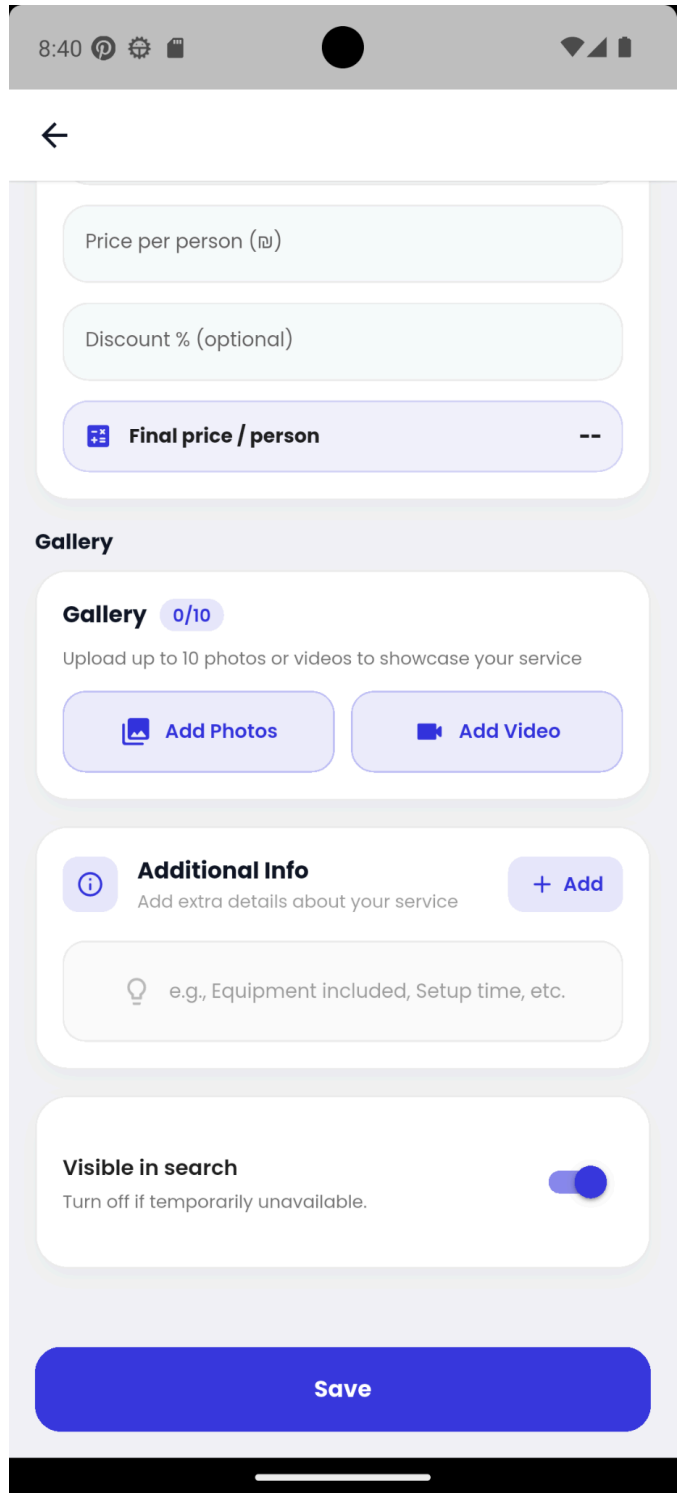 8:40
Price per person (₪)
Discount % (optional)
Final price / person --
Gallery
Gallery 0/10
Upload up to 10 photos or videos to showcase your service
Add Photos Add Video
Additional Info
Add extra details about your service
+ Add
e.g., Equipment included, Setup time, etc.
Visible in search
Turn off if temporarily unavailable.
Save